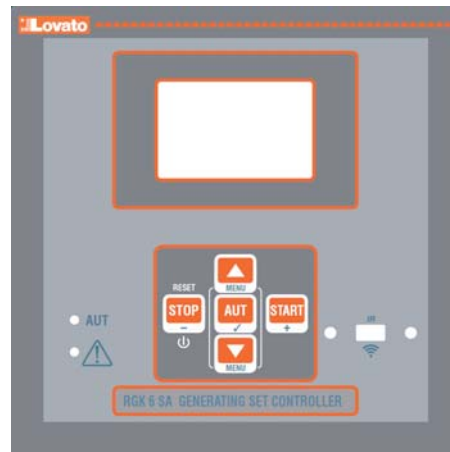 Lovato
RESET
MENU
STOP
AUT
START
–
✓
+
MENU
AUT
RGK 6 SA GENERATING SET CONTROLLER